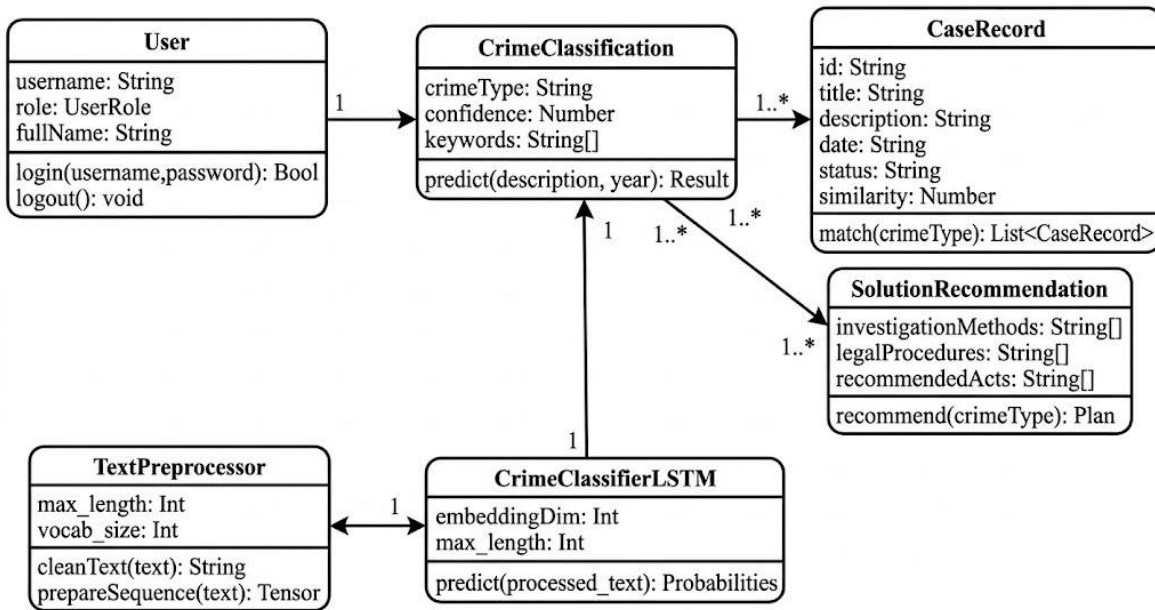 User
username: String
role: UserRole
fullName: String
login(username,password): Bool
logout(): void
1
CrimeClassification
crimeType: String
confidence: Number
keywords: String[]
predict(description, year): Result
1..*
CaseRecord
id: String
title: String
description: String
date: String
status: String
similarity: Number
match(crimeType): List<CaseRecord>
1
1..*
1..*
1..*
SolutionRecommendation
investigationMethods: String[]
legalProcedures: String[]
recommendedActs: String[]
recommend(crimeType): Plan
1
TextPreprocessor
max_length: Int
vocab_size: Int
cleanText(text): String
prepareSequence(text): Tensor
1
CrimeClassifierLSTM
embeddingDim: Int
max_length: Int
predict(processed_text): Probabilities